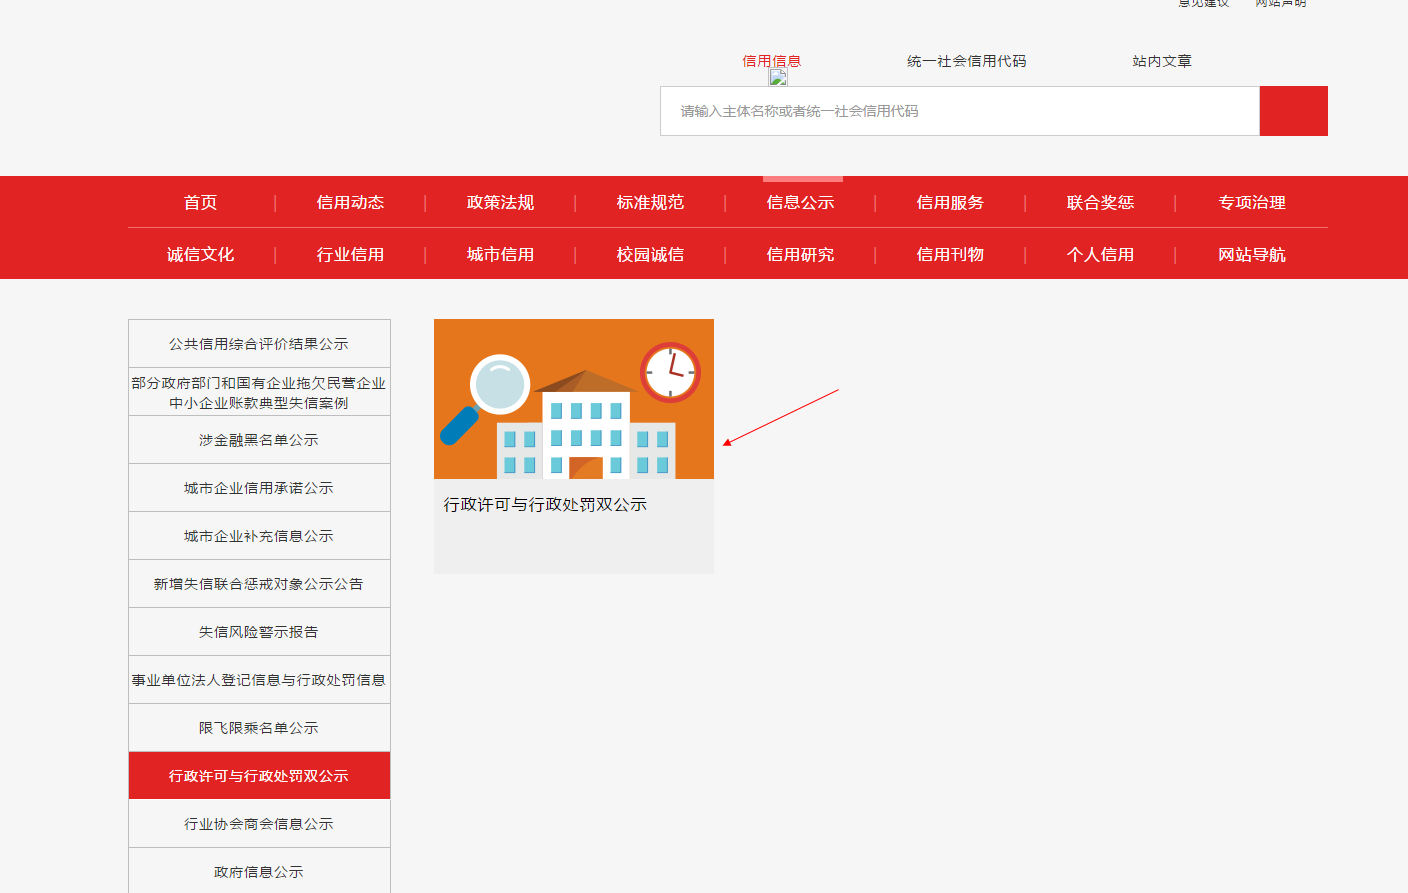 意见建议 网站声明
信用信息 统一社会信用代码 站内文章
请输入主体名称或者统一社会信用代码
首页 | 信用动态 | 政策法规 | 标准规范 | 信息公示 | 信用服务 | 联合奖惩 | 专项治理
诚信文化 | 行业信用 | 城市信用 | 校园诚信 | 信用研究 | 信用刊物 | 个人信用 | 网站导航
公共信用综合评价结果公示
部分政府部门和国有企业拖欠民营企业
中小企业账款典型失信案例
涉金融黑名单公示
城市企业信用承诺公示
城市企业补充信息公示
新增失信联合惩戒对象公示公告
失信风险警示报告
事业单位法人登记信息与行政处罚信息
限飞限乘名单公示
行政许可与行政处罚双公示
行业协会商会信息公示
政府信息公示
行政许可与行政处罚双公示